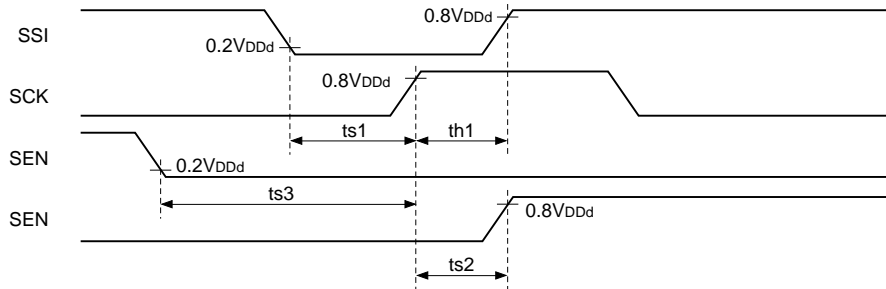 SSI
0.8VDDd
0.2VDDd
SCK
0.8VDDd
ts1
th1
SEN
0.2VDDd
ts3
SEN
0.8VDDd
ts2